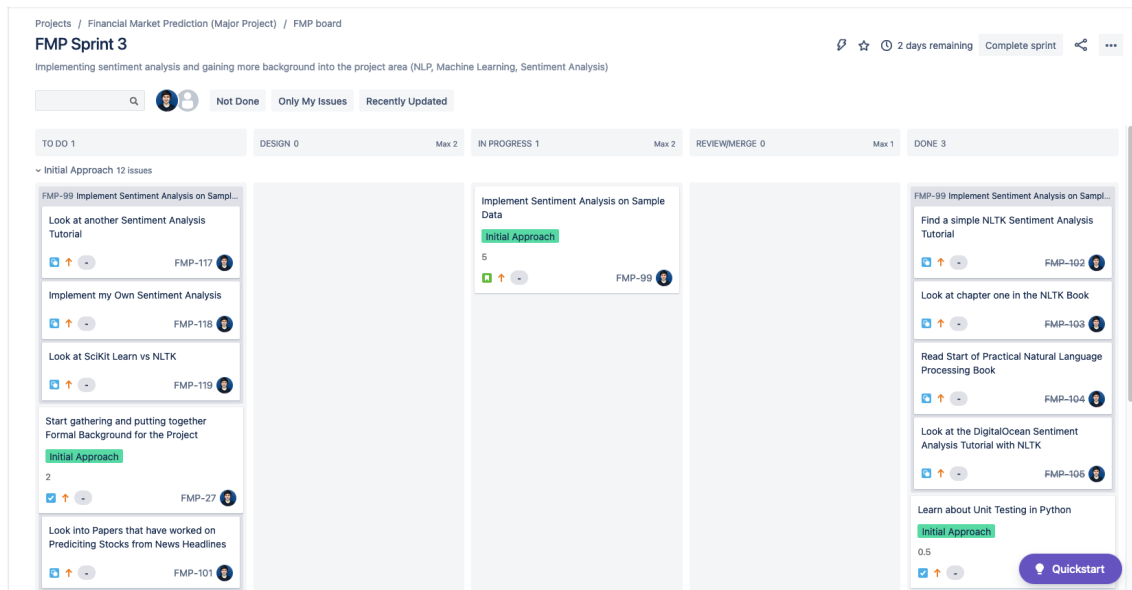 Projects / Financial Market Prediction (Major Project) / FMP board
FMP Sprint 3
2 days remaining
Complete sprint
Implementing sentiment analysis and gaining more background into the project area (NLP, Machine Learning, Sentiment Analysis)
Not Done
Only My Issues
Recently Updated
TO DO 1
DESIGN 0
Max 2
IN PROGRESS 1
Max 2
REVIEW/MERGE 0
Max 1
DONE 3
Initial Approach 12 issues
FMP-99 Implement Sentiment Analysis on Sampl...
Look at another Sentiment Analysis
Tutorial
-
FMP-117
Implement my Own Sentiment Analysis
-
FMP-118
Look at SciKit Learn vs NLTK
-
FMP-119
Start gathering and putting together
Formal Background for the Project
Initial Approach
2
-
FMP-27
Look into Papers that have worked on
Prediciting Stocks from News Headlines
-
FMP-101
Implement Sentiment Analysis on Sample
Data
Initial Approach
5
-
FMP-99
FMP-99 Implement Sentiment Analysis on Sampl...
Find a simple NLTK Sentiment Analysis
Tutorial
-
FMP-102
Look at chapter one in the NLTK Book
-
FMP-103
Read Start of Practical Natural Language
Processing Book
-
FMP-104
Look at the DigitalOcean Sentiment
Analysis Tutorial with NLTK
-
FMP-105
Learn about Unit Testing in Python
Initial Approach
0.5
-
Quickstart